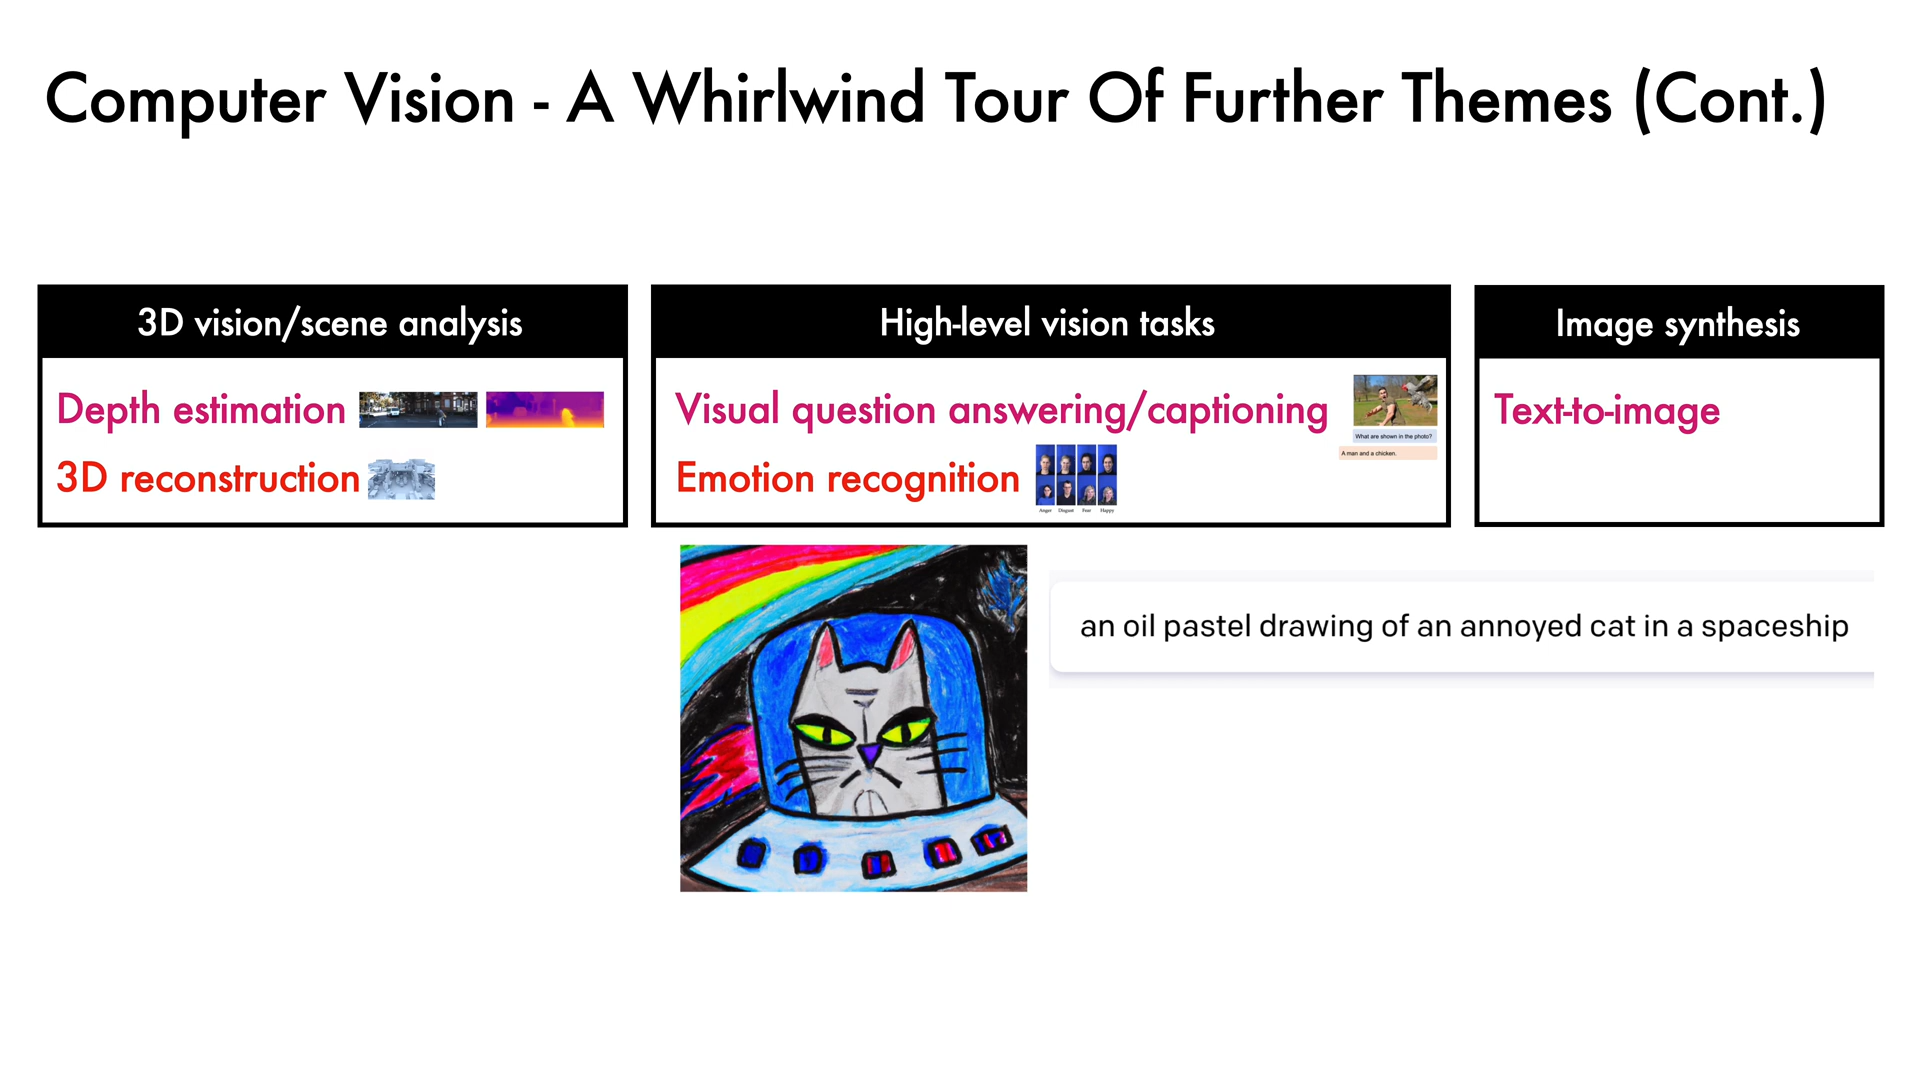 Computer Vision - A Whirlwind Tour Of Further Themes (Cont.)
3D vision/scene analysis
Depth estimation
3D reconstruction
High-level vision tasks
Visual question answering/captioning
What are shown in the photo?
A man and a chicken.
Emotion recognition
Anger Disgust Fear Happy
Image synthesis
Text-to-image
an oil pastel drawing of an annoyed cat in a spaceship